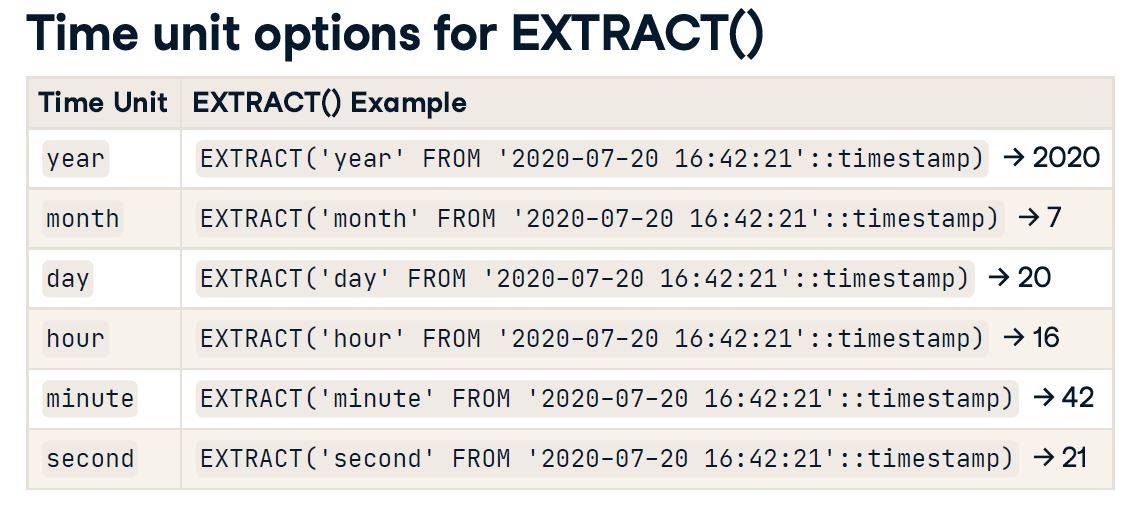 Time unit options for EXTRACT()
Time Unit EXTRACT() Example
year EXTRACT('year' FROM '2020-07-20 16:42:21'::timestamp) → 2020
month EXTRACT('month' FROM '2020-07-20 16:42:21'::timestamp) → 7
day EXTRACT('day' FROM '2020-07-20 16:42:21'::timestamp) → 20
hour EXTRACT('hour' FROM '2020-07-20 16:42:21'::timestamp) → 16
minute EXTRACT('minute' FROM '2020-07-20 16:42:21'::timestamp) → 42
second EXTRACT('second' FROM '2020-07-20 16:42:21'::timestamp) → 21